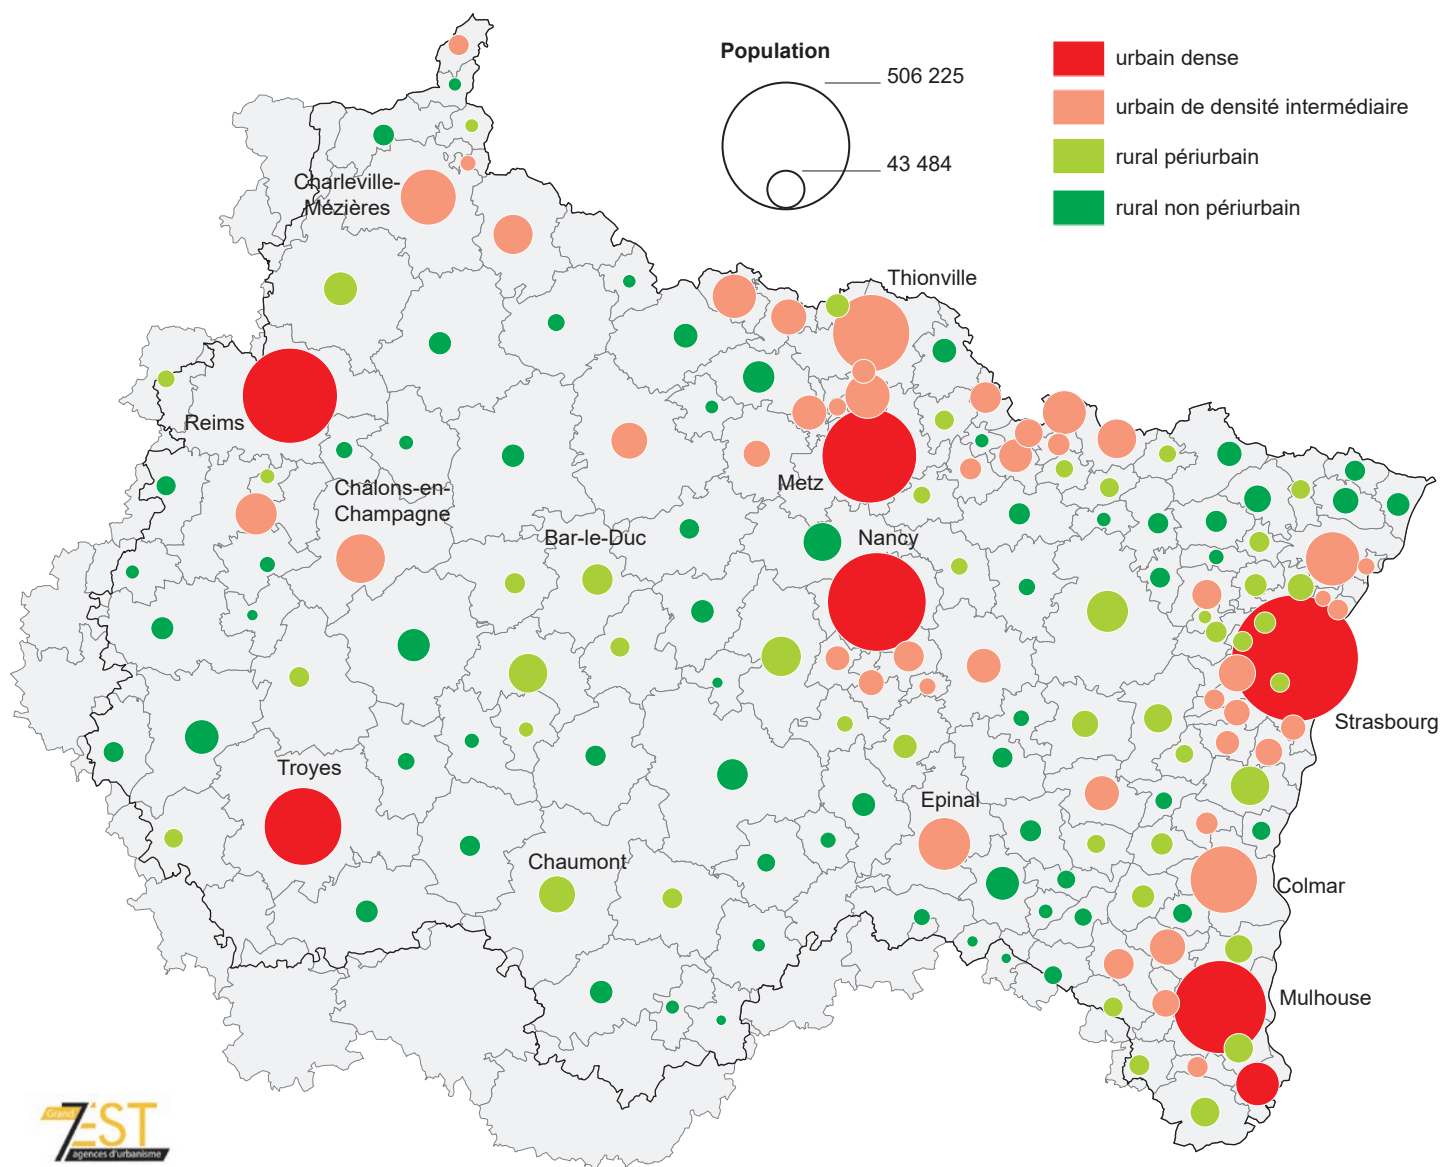 Population
506 225
43 484
urbain dense
urbain de densité intermédiaire
rural périurbain
rural non périurbain
Charleville-
Mézières
Thionville
Reims
Metz
Châlons-en-
Champagne
Bar-le-Duc
Nancy
Strasbourg
Troyes
Epinal
Chaumont
Colmar
Mulhouse
Grand
7EST
agences d'urbanisme